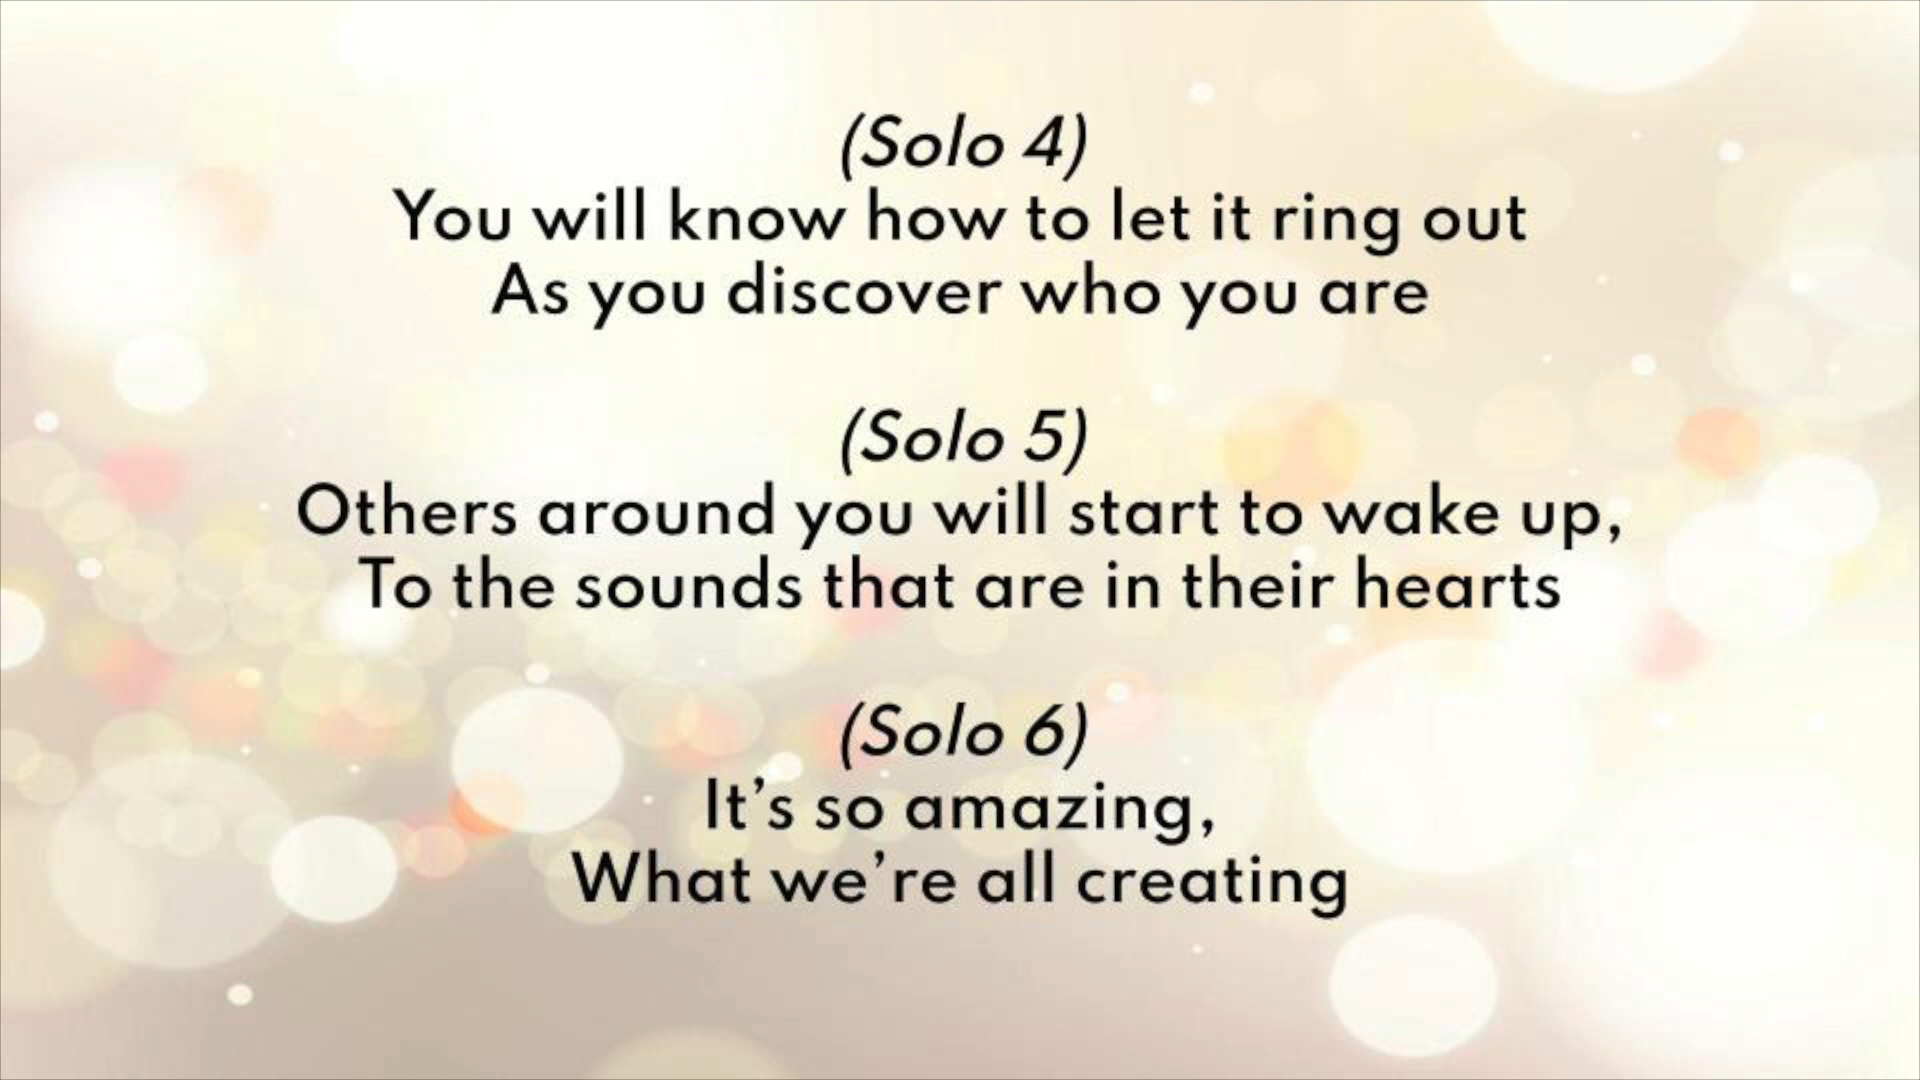 (Solo 4)
You will know how to let it ring out
As you discover who you are
(Solo 5)
Others around you will start to wake up,
To the sounds that are in their hearts
(Solo 6)
It’s so amazing,
What we’re all creating